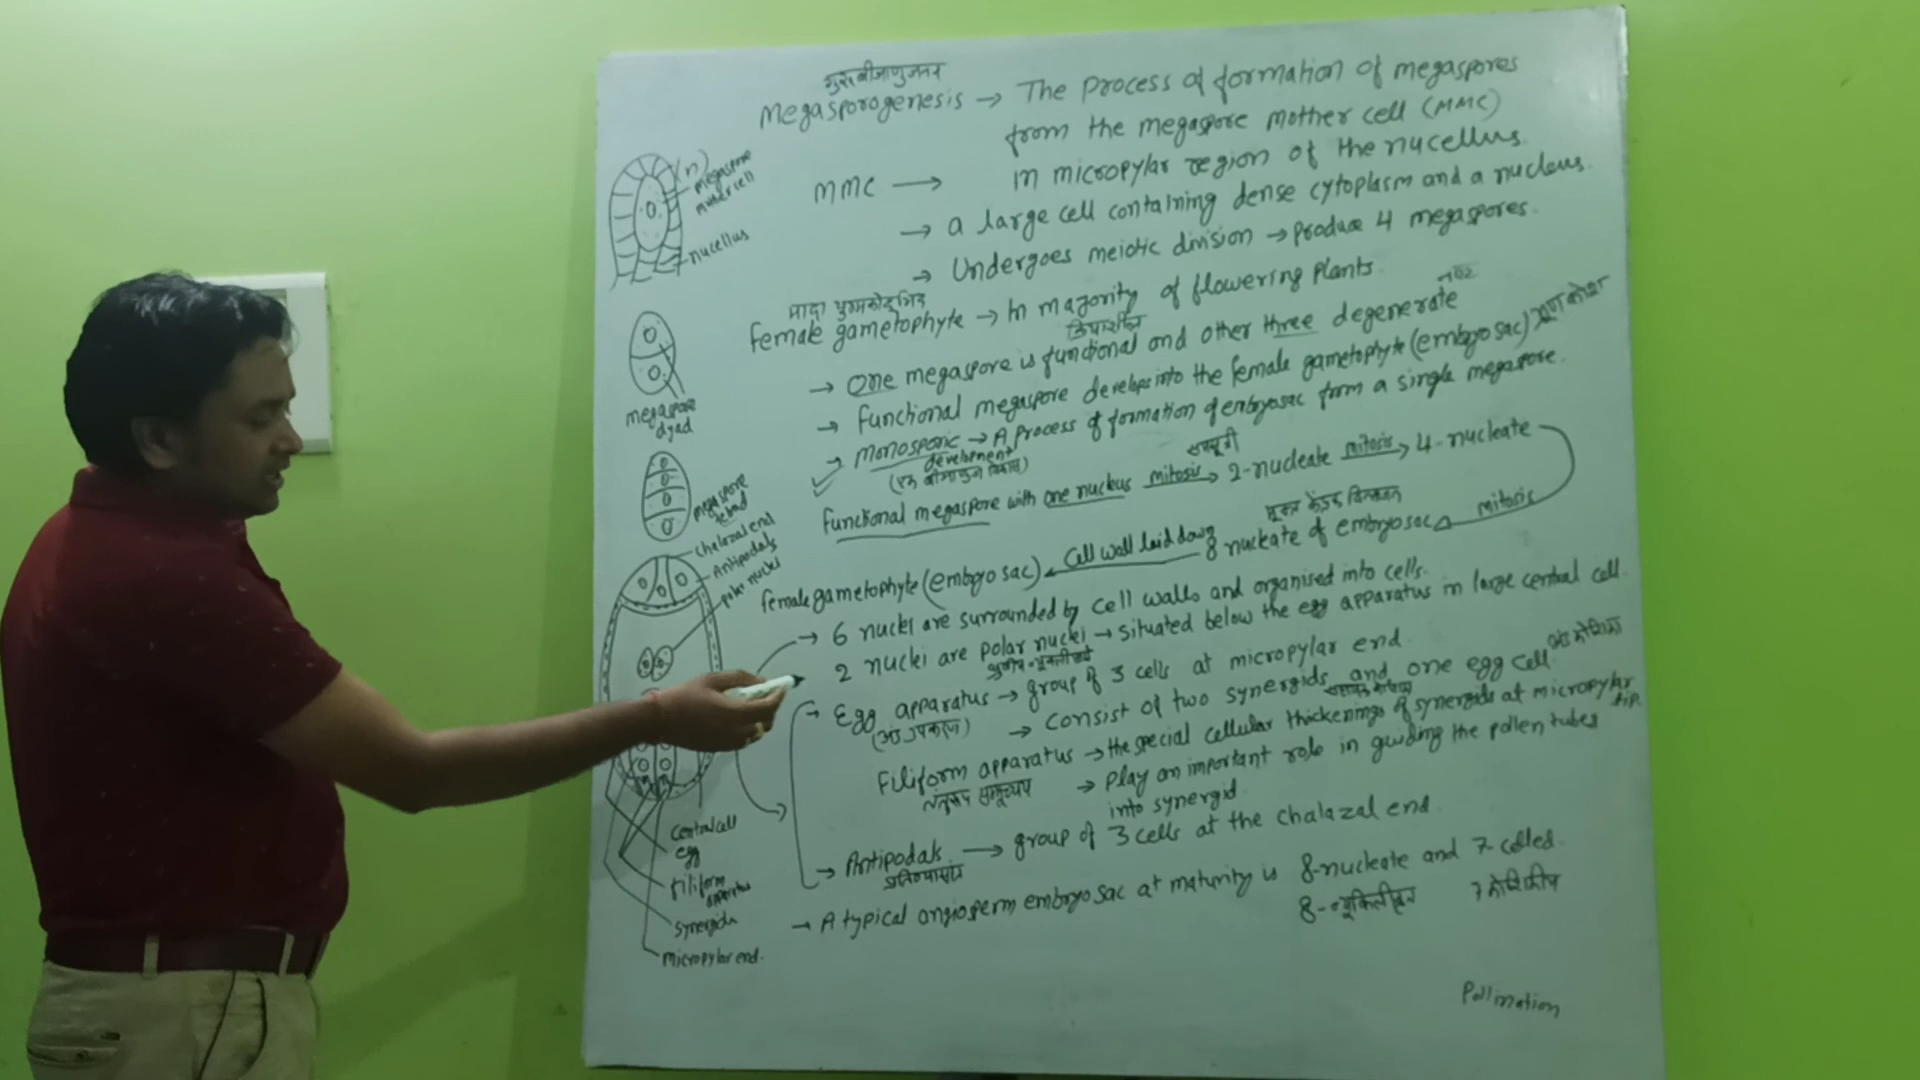 गुरुबीजाणुजनन
Megasporogenesis → The Process of formation of megaspores
from the megaspore mother cell (MMC)
MMC → in micropylar region of the nucellus.
→ a large cell containing dense cytoplasm and a nucleus.
→ Undergoes meiotic division → produce 4 megaspores.
(n)
megaspore
mother cell
nucellus
मादा युग्मकोद्भिद
Female gametophyte → In majority of flowering plants.
क्रियाशील
नष्ट
→ One megaspore is functional and other three degenerate
→ functional megaspore develops into the female gametophyte (embryo sac) भ्रूण कोश
→ monosporic → A process of formation of embryosac from a single megaspore.
development
megaspore
dyad
functional megaspore with one nucleus mitosis → 2-nucleate mitosis → 4-nucleate
mitosis
8 nucleate of embryosac
cell wall laid down
female gametophyte (embryo sac)
megaspore
tetrad
chalazal end
Antipodals
polar nuclei
→ 6 nuclei are surrounded by cell walls and organised into cells.
2 nuclei are polar nuclei → situated below the egg apparatus in large central cell.
→ Egg apparatus → group of 3 cells at micropylar end.
→ consist of two synergids and one egg cell
Filiform apparatus → the special cellular thickenings of synergids at micropylar tip.
→ play an important role in guiding the pollen tubes
into synergid.
→ Antipodals → group of 3 cells at the chalazal end.
→ A typical angiosperm embryo sac at maturity is 8-nucleate and 7-celled.
central cell
egg
filiform
apparatus
synergids
micropylar end.
Pollination